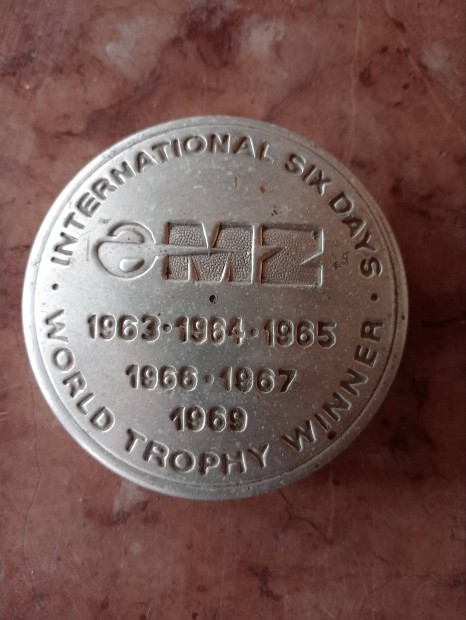 INTERNATIONAL SIX DAYS
MZ
1963·1964·1965
1966·1967
1969
· WORLD TROPHY WINNER ·